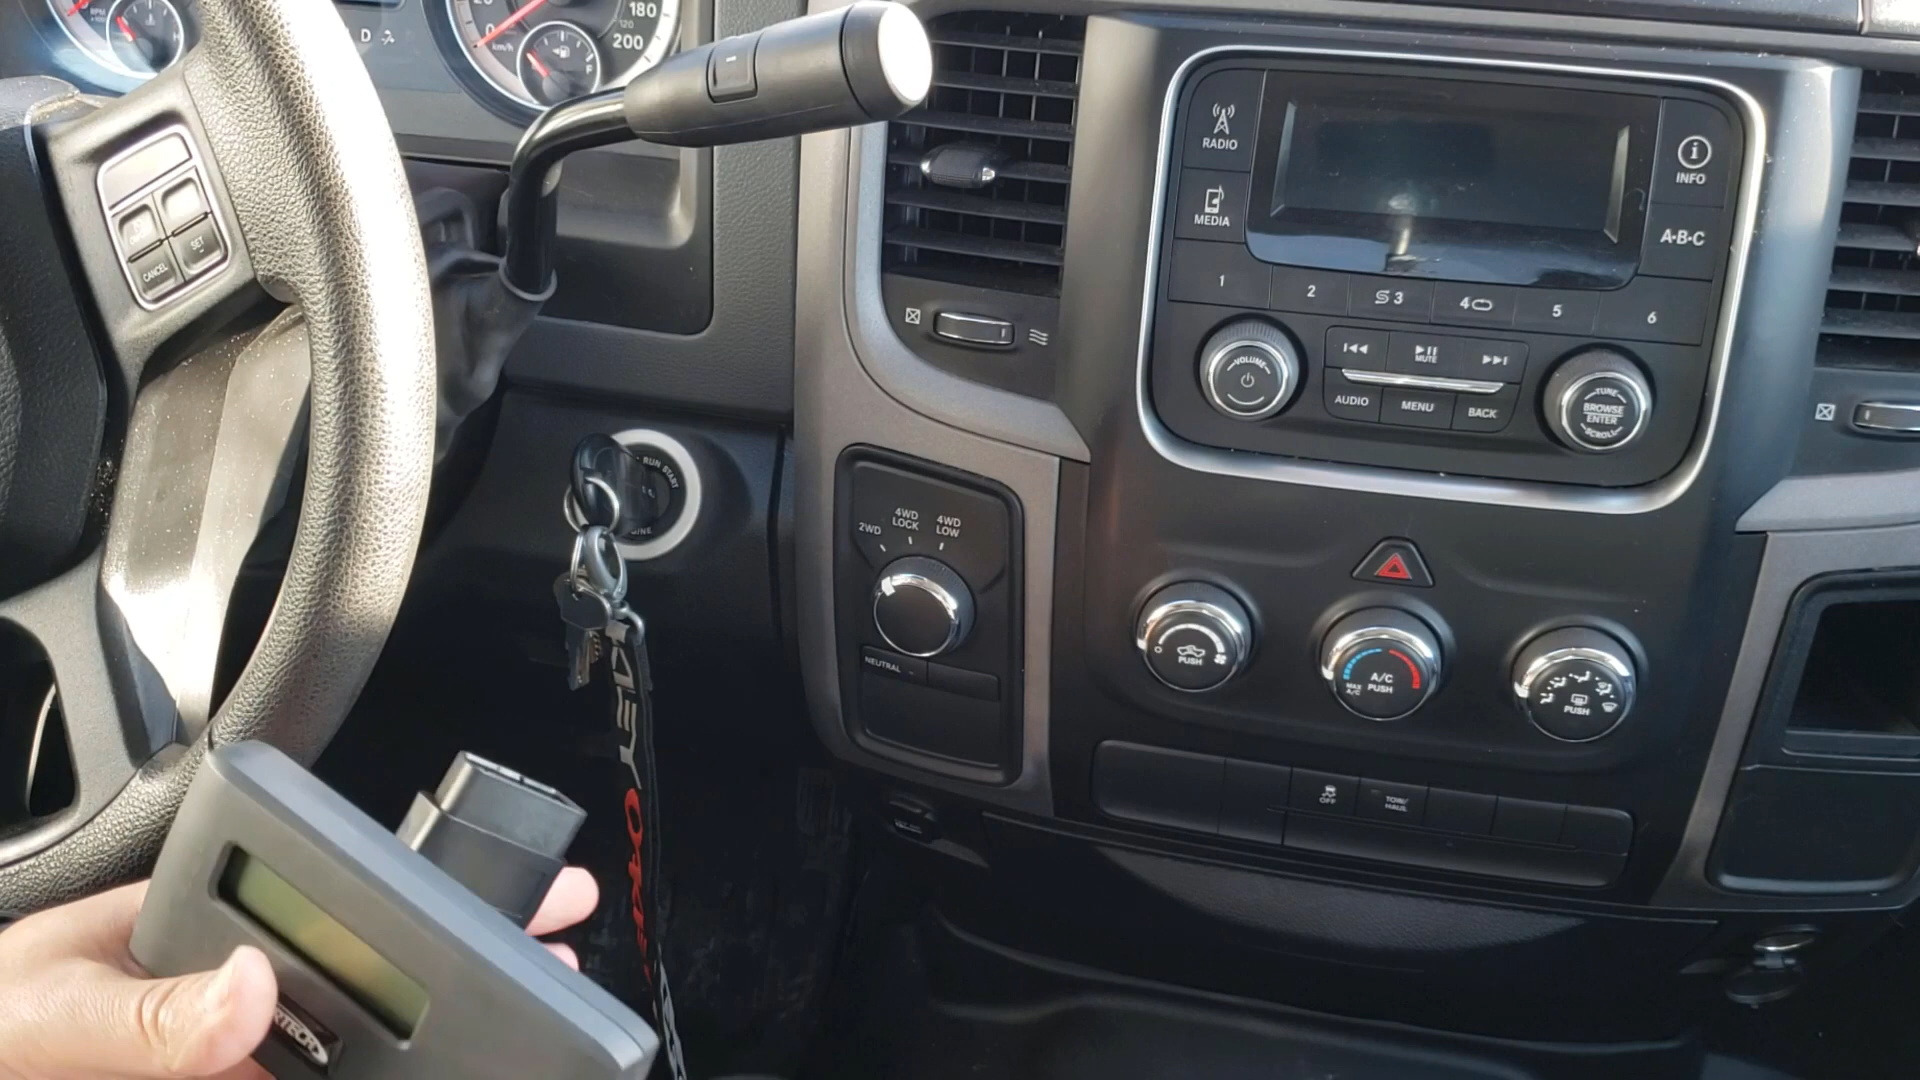 RPM
H
D
km/h
180
120
200
F
SET
CANCEL
RADIO
MEDIA
INFO
A·B·C
1
2
3
4
5
6
VOLUME
MUTE
AUDIO
MENU
BACK
TUNE
BROWSE
ENTER
SCROLL
RUN START
2WD
4WD
LOCK
4WD
LOW
NEUTRAL
PUSH
A/C
PUSH
MAX
A/C
PUSH
OFF
TOW/
HAUL